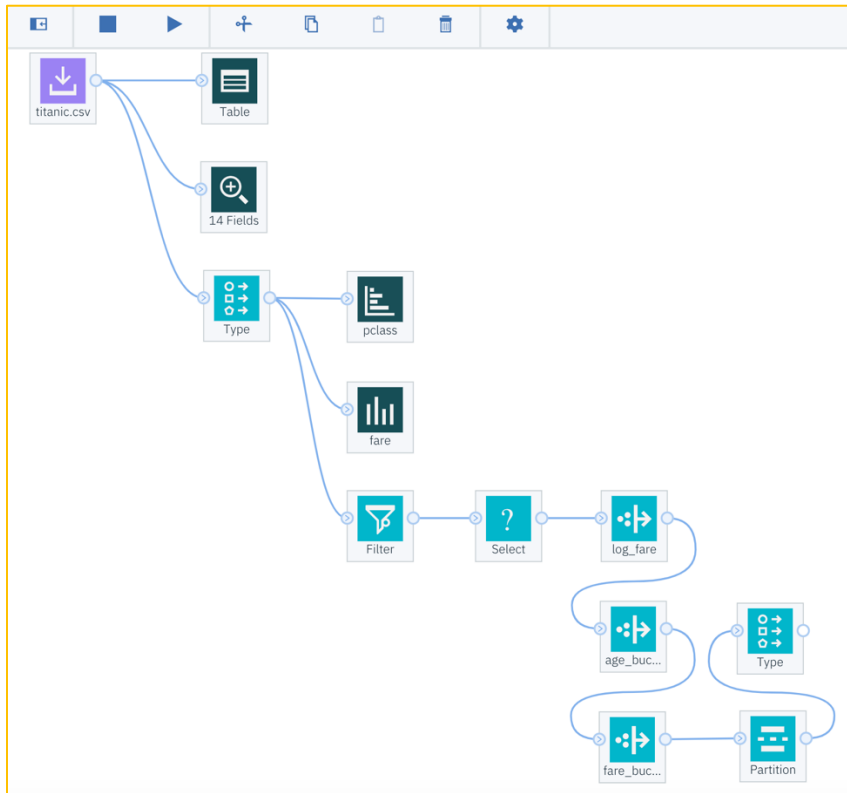 titanic.csv
Table
14 Fields
Type
pclass
fare
Filter
?
Select
log_fare
age_buc...
Type
fare_buc...
Partition